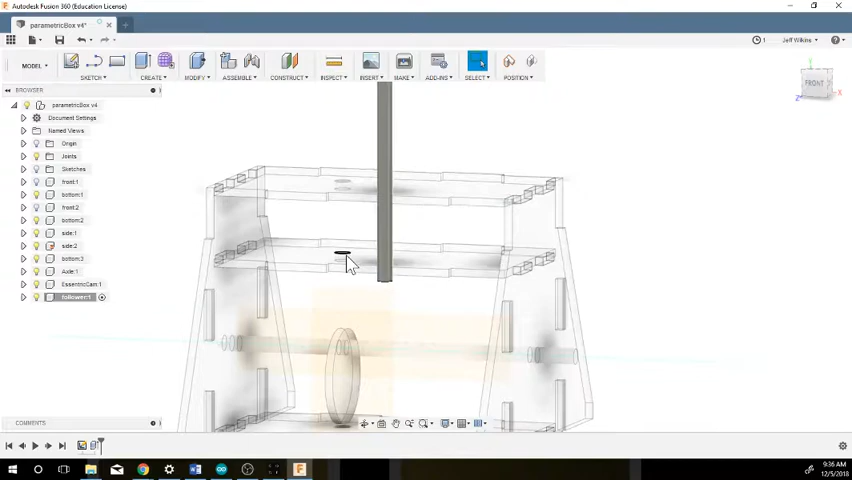 Autodesk Fusion 360 (Education License)
parametricBox v4*
Jeff Wilkins
MODEL
SKETCH
CREATE
MODIFY
ASSEMBLE
CONSTRUCT
INSPECT
INSERT
MAKE
ADD-INS
SELECT
POSITION
BROWSER
parametricBox v4
Document Settings
Named Views
Origin
Joints
Sketches
front:1
bottom:1
front:2
bottom:2
side:1
side:2
bottom:3
Axle:1
EssentricCam:1
follower:1
FRONT
Y
Z
X
COMMENTS
9:36 AM
12/5/2018